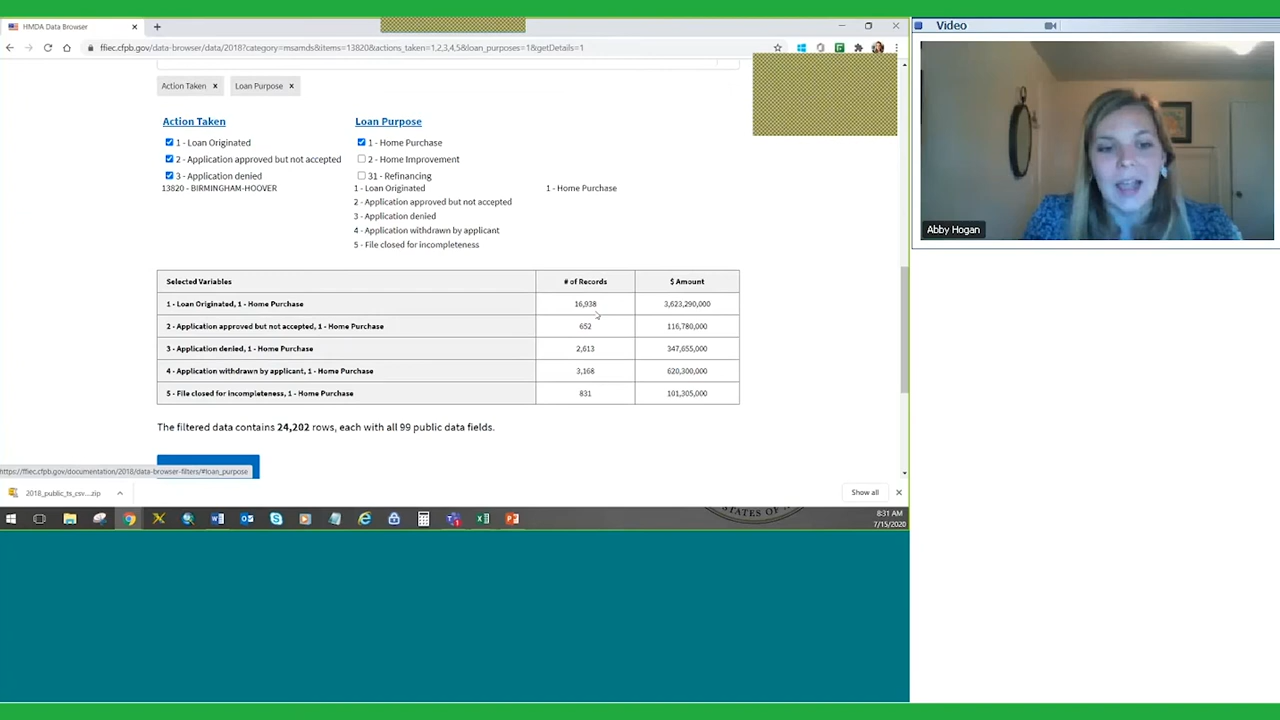 HMDA Data Browser
Video
ffiec.cfpb.gov/data-browser/data/2018?category=msamds&items=13820&actions_taken=1,2,3,4,5&loan_purposes=1&getDetails=1
Action Taken x Loan Purpose x
Action Taken Loan Purpose
1 - Loan Originated 1 - Home Purchase
2 - Application approved but not accepted 2 - Home Improvement
3 - Application denied 31 - Refinancing
13820 - BIRMINGHAM-HOOVER 1 - Loan Originated 1 - Home Purchase
2 - Application approved but not accepted
3 - Application denied
4 - Application withdrawn by applicant
5 - File closed for incompleteness
Abby Hogan
Selected Variables # of Records $ Amount
1 - Loan Originated, 1 - Home Purchase 16,938 3,623,290,000
2 - Application approved but not accepted, 1 - Home Purchase 652 116,780,000
3 - Application denied, 1 - Home Purchase 2,613 347,655,000
4 - Application withdrawn by applicant, 1 - Home Purchase 3,168 620,300,000
5 - File closed for incompleteness, 1 - Home Purchase 831 101,305,000
The filtered data contains 24,202 rows, each with all 99 public data fields.
https://ffiec.cfpb.gov/documentation/2018/data-browser-filters/#loan_purpose
2018_public_ts_csv....zip Show all
STATES OF
8:31 AM
7/15/2020